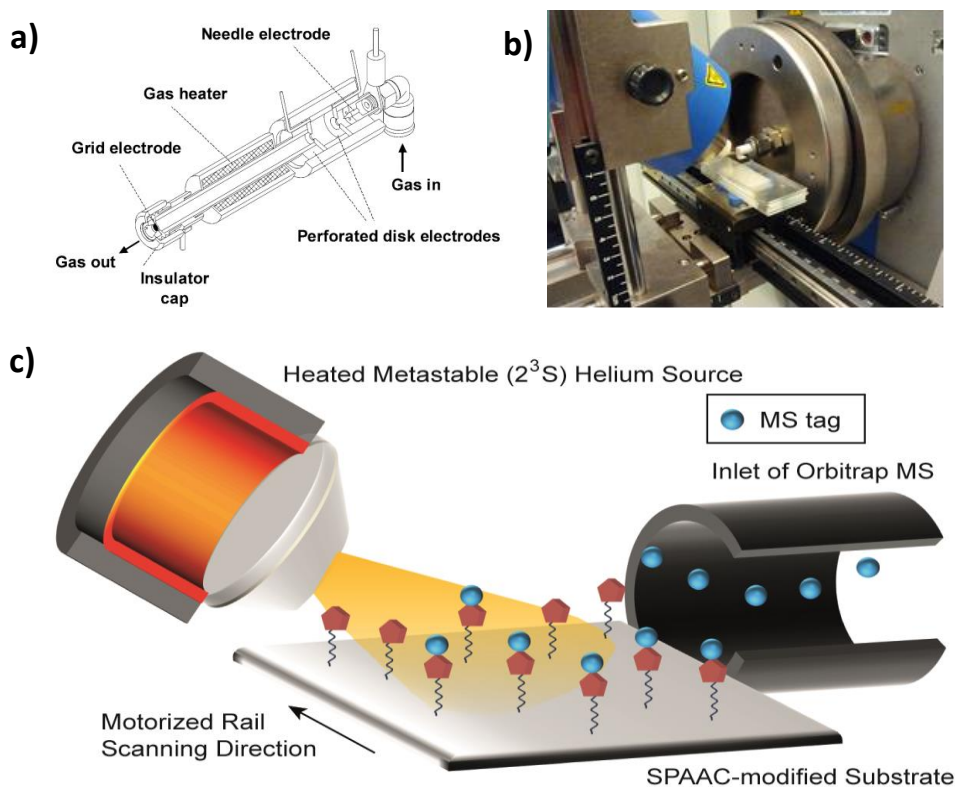 a)
Needle electrode
Gas heater
Grid electrode
Gas in
Perforated disk electrodes
Gas out
Insulator
cap
b)
c)
Heated Metastable (2³S) Helium Source
MS tag
Inlet of Orbitrap MS
Motorized Rail
Scanning Direction
SPAAC-modified Substrate